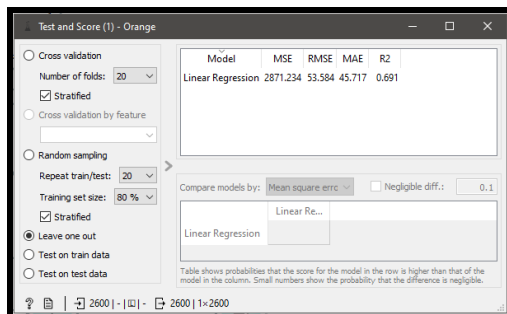 Test and Score (1) - Orange
Cross validation
Number of folds: 20
Stratified
Cross validation by feature
Random sampling
Repeat train/test: 20
Training set size: 80 %
Stratified
Leave one out
Test on train data
Test on test data
Model MSE RMSE MAE R2
Linear Regression 2871.234 53.584 45.717 0.691
Compare models by: Mean square errc Negligible diff.: 0.1
Linear Re...
Linear Regression
Table shows probabilities that the score for the model in the row is higher than that of the
model in the column. Small numbers show the probability that the difference is negligible.
? 2600 | - | - 2600 | 1×2600